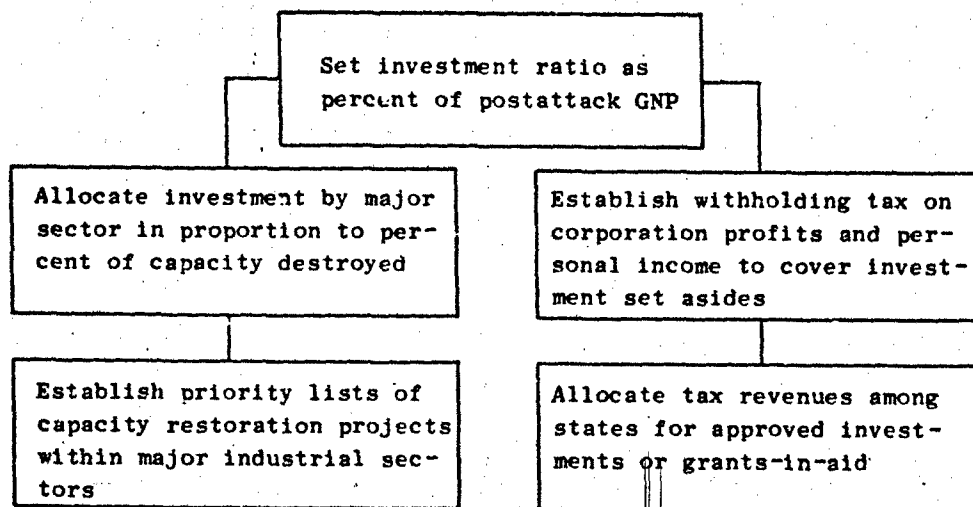 Set investment ratio as
percent of postattack GNP
Allocate investment by major
sector in proportion to per-
cent of capacity destroyed
Establish withholding tax on
corporation profits and per-
sonal income to cover invest-
ment set asides
Establish priority lists of
capacity restoration projects
within major industrial sec-
tors
Allocate tax revenues among
states for approved invest-
ments or grants-in-aid